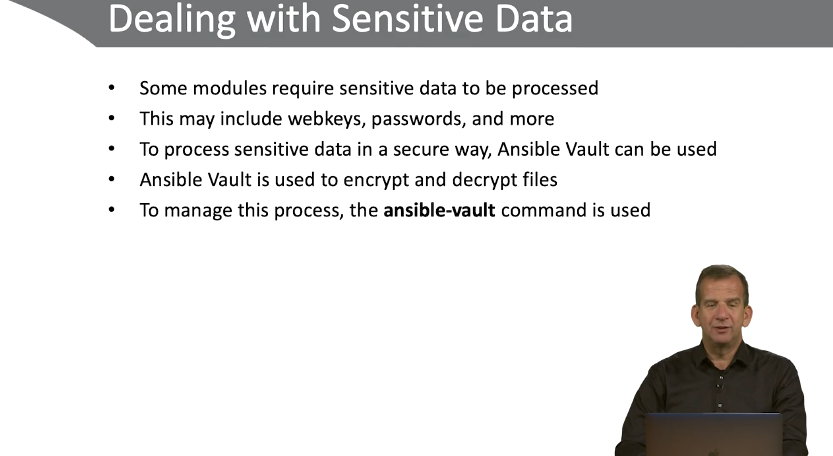 Dealing with Sensitive Data
• Some modules require sensitive data to be processed
• This may include webkeys, passwords, and more
• To process sensitive data in a secure way, Ansible Vault can be used
• Ansible Vault is used to encrypt and decrypt files
• To manage this process, the ansible-vault command is used